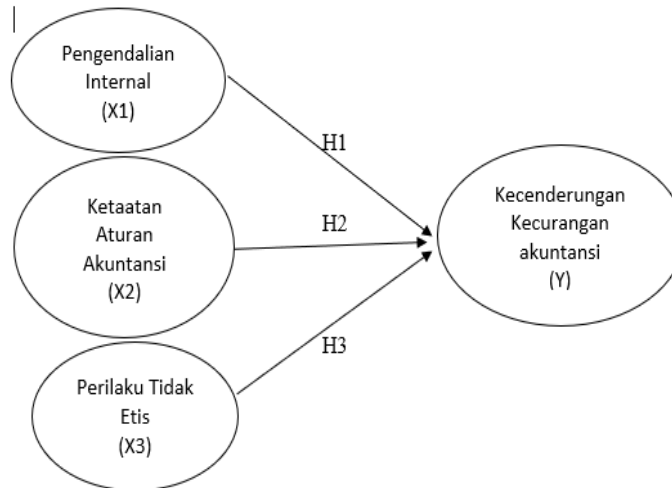 Pengendalian
Internal
(X1)
H1
Ketaatan
Aturan
Akuntansi
(X2)
H2
Kecenderungan
Kecurangan
akuntansi
(Y)
H3
Perilaku Tidak
Etis
(X3)